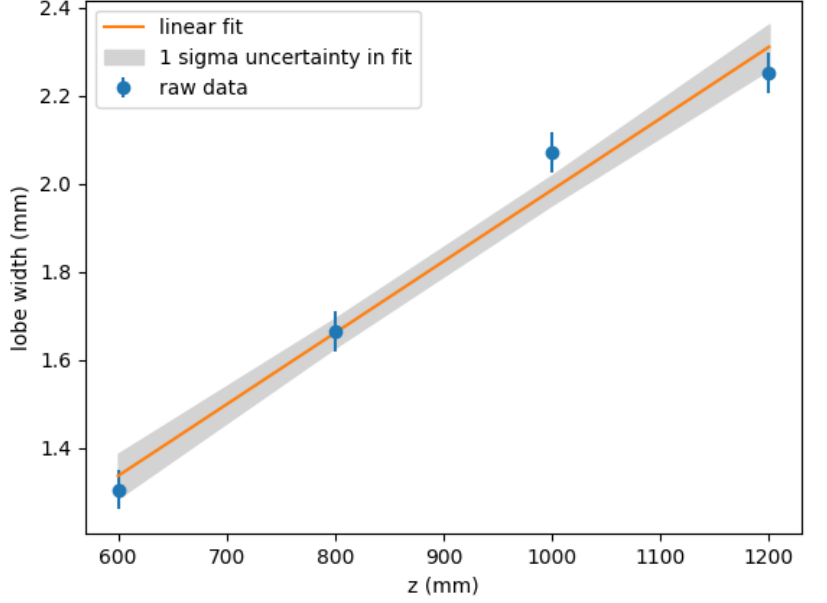 2.4
2.2
2.0
1.8
1.6
1.4
lobe width (mm)
linear fit
1 sigma uncertainty in fit
raw data
600 700 800 900 1000 1100 1200
z (mm)